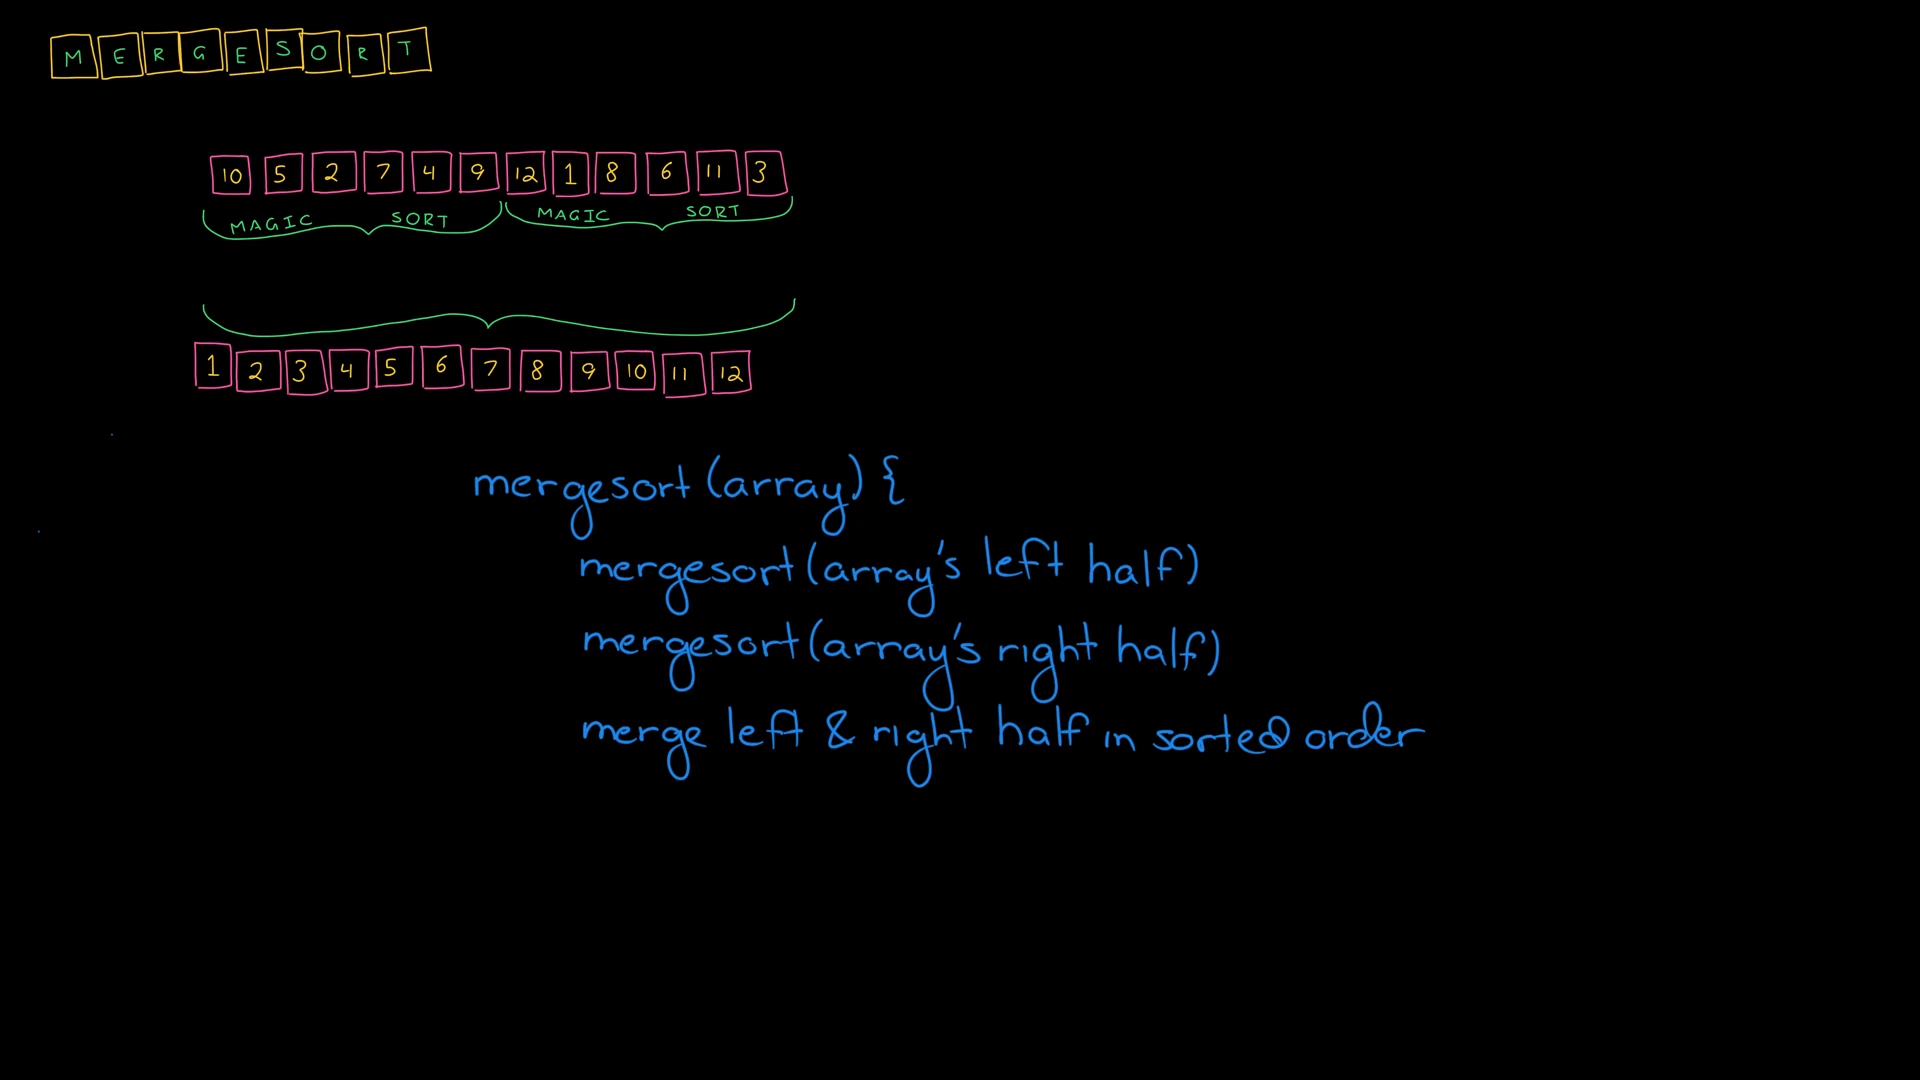 MERGESORT
10 5 2 7 4 9 12 1 8 6 11 3
MAGIC SORT MAGIC SORT
1 2 3 4 5 6 7 8 9 10 11 12
mergesort (array) {
mergesort (array's left half)
mergesort (array's right half)
merge left & right half in sorted order